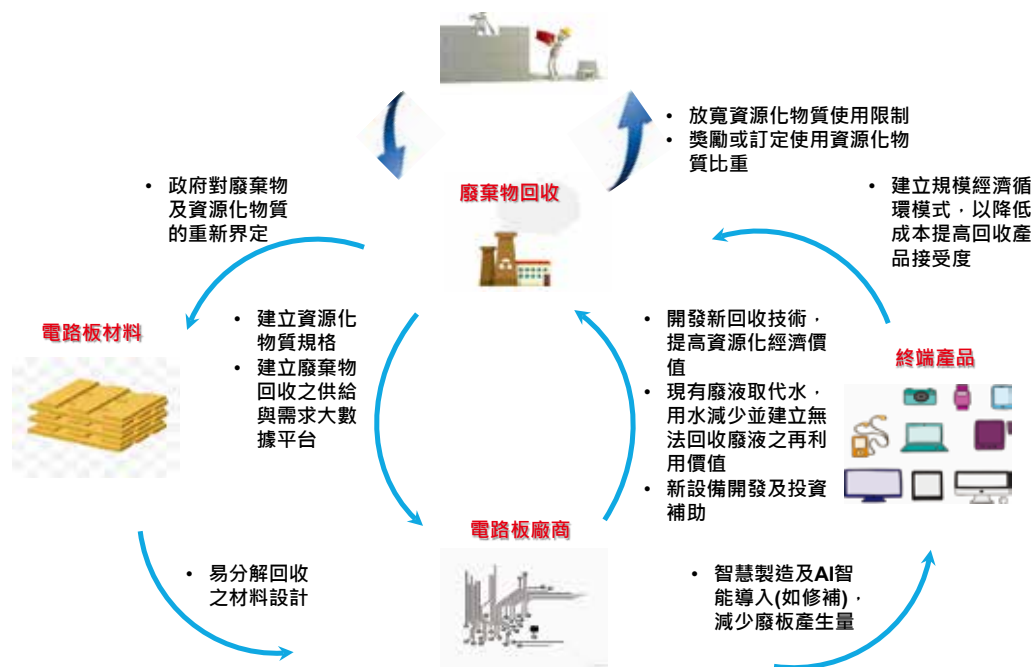 • 放寬資源化物質使用限制
• 獎勵或訂定使用資源化物
質比重
• 政府對廢棄物
及資源化物質
的重新界定
廢棄物回收
• 建立規模經濟循
環模式，以降低
成本提高回收產
品接受度
電路板材料
• 建立資源化
物質規格
• 建立廢棄物
回收之供給
與需求大數
據平台
• 開發新回收技術，
提高資源化經濟價
值
• 現有廢液取代水，
用水減少並建立無
法回收廢液之再利
用價值
• 新設備開發及投資
補助
終端產品
電路板廠商
• 易分解回收
之材料設計
• 智慧製造及AI智
能導入(如修補)，
減少廢板產生量